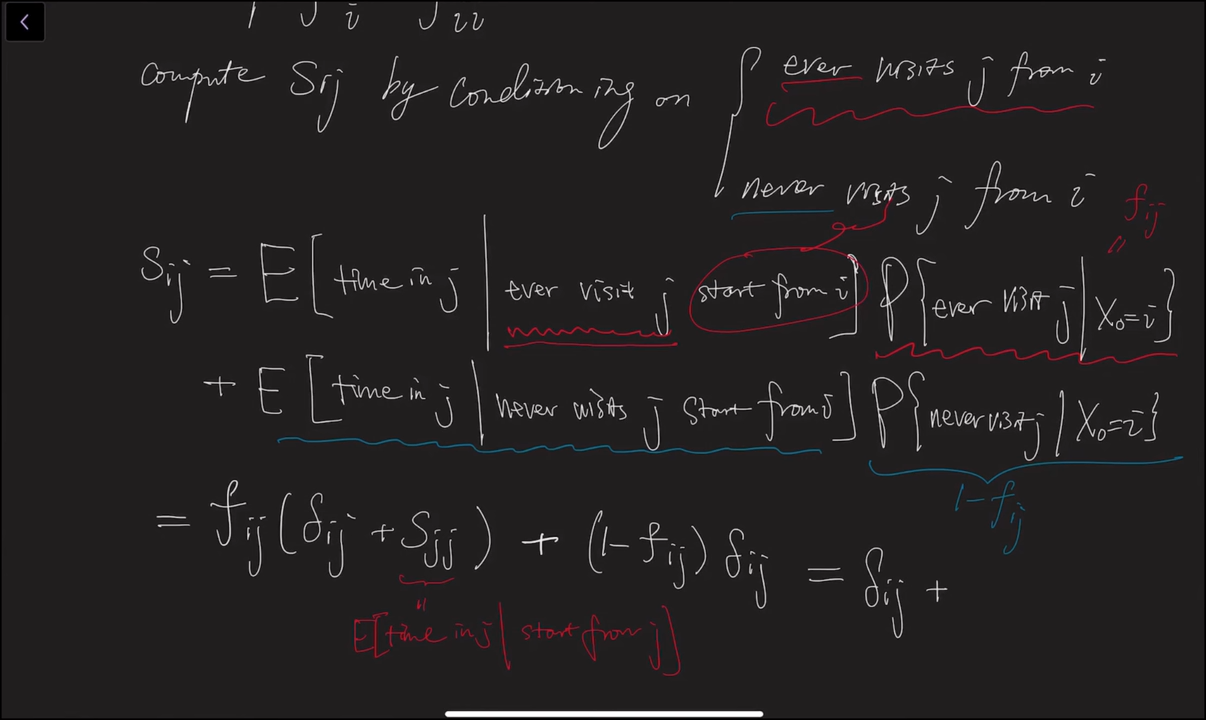 compute Sij by conditioning on { ever visits j from i
never visits j from i
fij
"
Sij = E[time in j | ever visit j start from i] P{ever visit j | X₀=i}
+ E[time in j | never visits j start from i] P{never visit j | X₀=i}
1-fij
= fij(δij + Sjj) + (1-fij) δij = δij +
"
E[time in j | start from j]